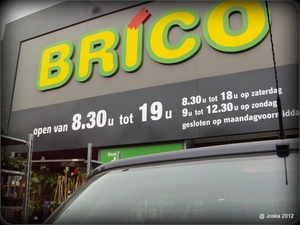 BRICO
open van 8.30u tot 19u
8.30u tot 18u op zaterdag
9u tot 12.30u op zondag
gesloten op maandagvoormiddag
@ Joska 2012